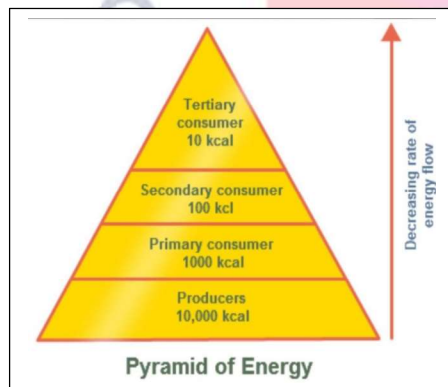 Tertiary
consumer
10 kcal
Secondary consumer
100 kcl
Primary consumer
1000 kcal
Producers
10,000 kcal
Decreasing rate of
energy flow
Pyramid of Energy